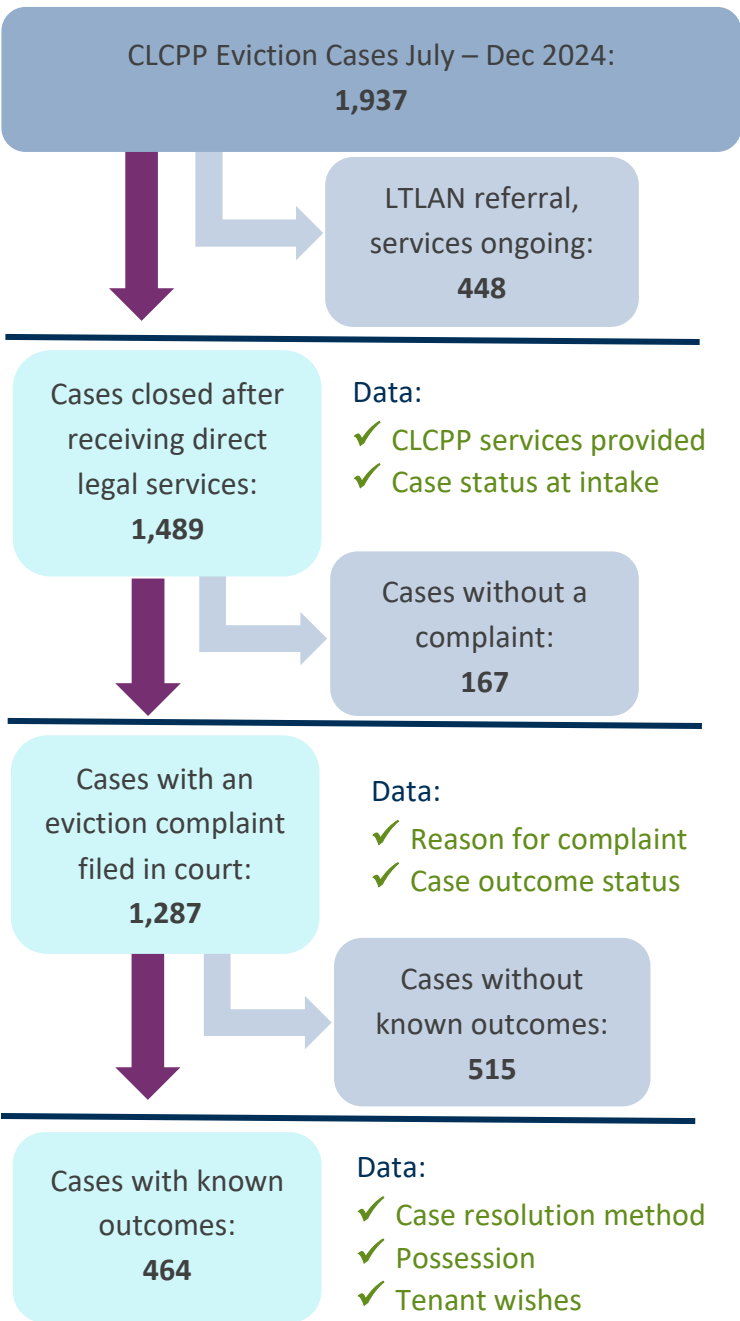 CLCPP Eviction Cases July – Dec 2024:
1,937
LTLAN referral,
services ongoing:
448
Cases closed after
receiving direct
legal services:
1,489
Data:
✓ CLCPP services provided
✓ Case status at intake
Cases without a
complaint:
167
Cases with an
eviction complaint
filed in court:
1,287
Data:
✓ Reason for complaint
✓ Case outcome status
Cases without
known outcomes:
515
Cases with known
outcomes:
464
Data:
✓ Case resolution method
✓ Possession
✓ Tenant wishes